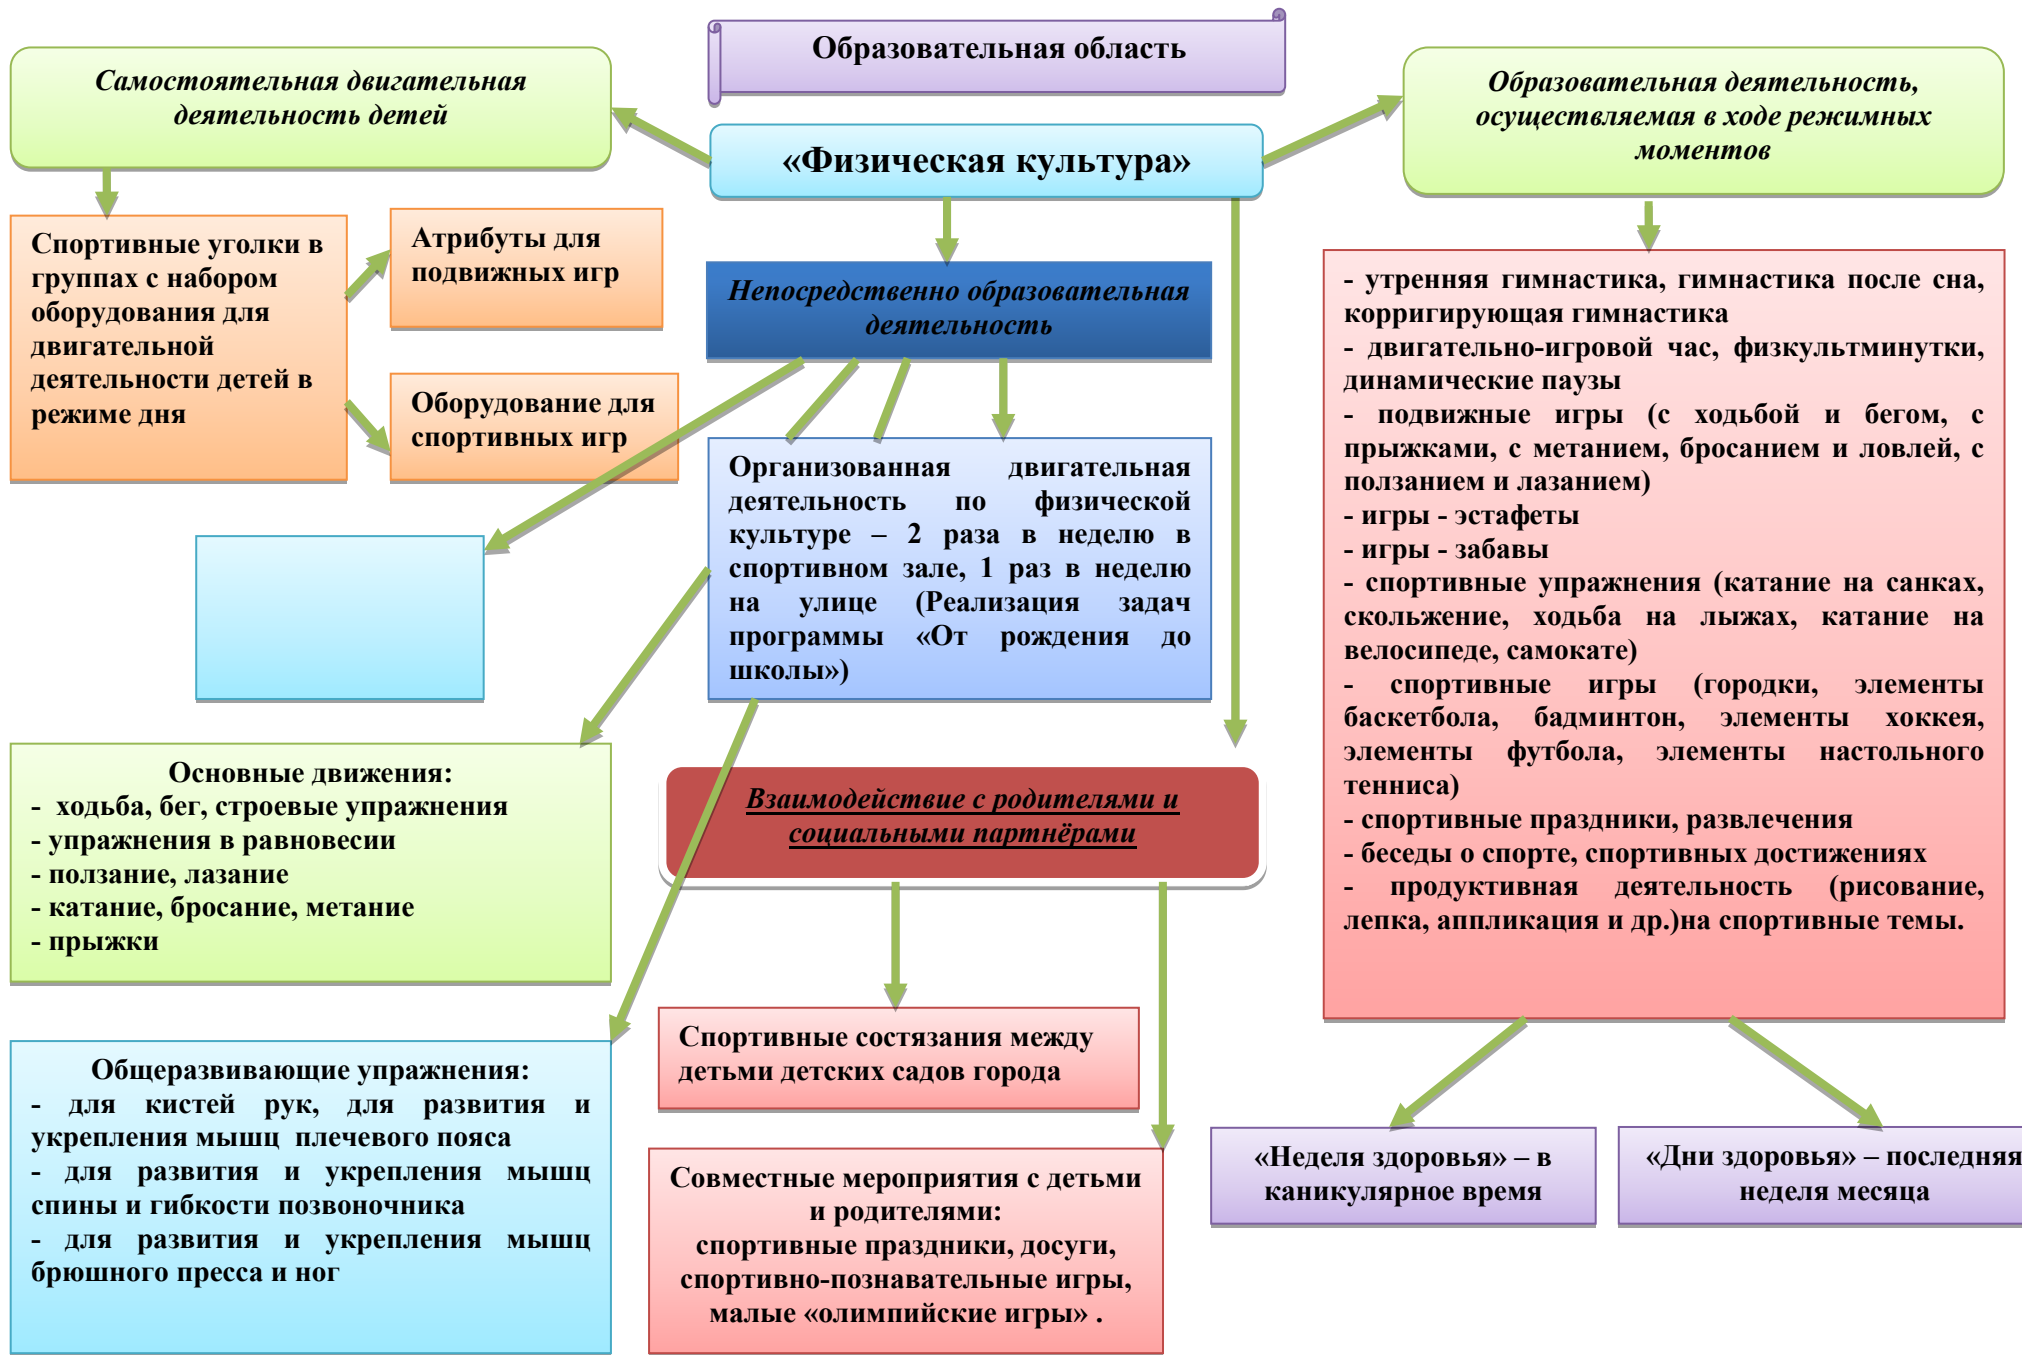 Образовательная область
Самостоятельная двигательная
деятельность детей
«Физическая культура»
Образовательная деятельность,
осуществляемая в ходе режимных
моментов
Спортивные уголки в
группах с набором
оборудования для
двигательной
деятельности детей в
режиме дня
Атрибуты для
подвижных игр
Оборудование для
спортивных игр
Непосредственно образовательная
деятельность
Организованная двигательная
деятельность по физической
культуре – 2 раза в неделю в
спортивном зале, 1 раз в неделю
на улице (Реализация задач
программы «От рождения до
школы»)
- утренняя гимнастика, гимнастика после сна,
корригирующая гимнастика
- двигательно-игровой час, физкультминутки,
динамические паузы
- подвижные игры (с ходьбой и бегом, с
прыжками, с метанием, бросанием и ловлей, с
ползанием и лазанием)
- игры - эстафеты
- игры - забавы
- спортивные упражнения (катание на санках,
скольжение, ходьба на лыжах, катание на
велосипеде, самокате)
- спортивные игры (городки, элементы
баскетбола, бадминтон, элементы хоккея,
элементы футбола, элементы настольного
тенниса)
- спортивные праздники, развлечения
- беседы о спорте, спортивных достижениях
- продуктивная деятельность (рисование,
лепка, аппликация и др.)на спортивные темы.
Основные движения:
- ходьба, бег, строевые упражнения
- упражнения в равновесии
- ползание, лазание
- катание, бросание, метание
- прыжки
Взаимодействие с родителями и
социальными партнёрами
Общеразвивающие упражнения:
- для кистей рук, для развития и
укрепления мышц плечевого пояса
- для развития и укрепления мышц
спины и гибкости позвоночника
- для развития и укрепления мышц
брюшного пресса и ног
Спортивные состязания между
детьми детских садов города
Совместные мероприятия с детьми
и родителями:
спортивные праздники, досуги,
спортивно-познавательные игры,
малые «олимпийские игры» .
«Неделя здоровья» – в
каникулярное время
«Дни здоровья» – последняя
неделя месяца